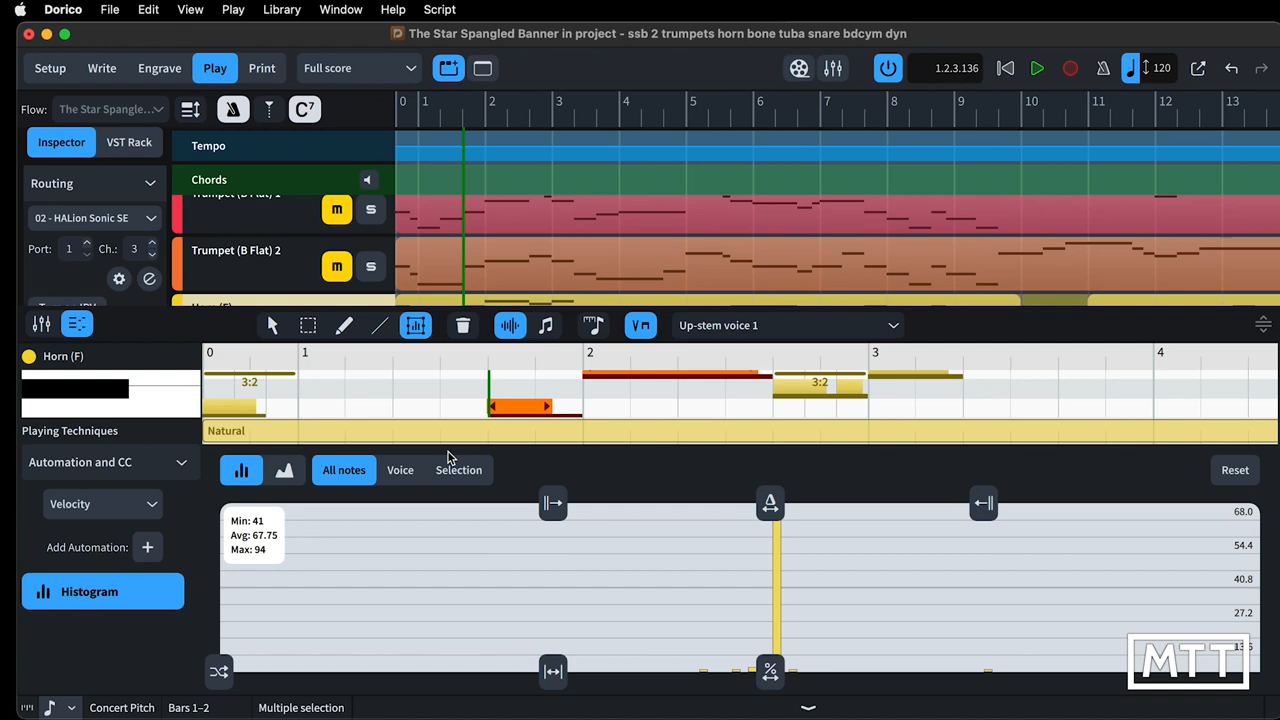 Dorico File Edit View Play Library Window Help Script
The Star Spangled Banner in project - ssb 2 trumpets horn bone tuba snare bdcym dyn
Setup Write Engrave Play Print Full score 1.2.3.136 120
Flow: The Star Spangle... C7 0 1 2 3 4 5 6 7 8 9 10 11 12 13
Inspector VST Rack Tempo
Routing Chords
Trumpet (B Flat) 1
02 - HALion Sonic SE m S
Port: 1 Ch.: 3 Trumpet (B Flat) 2
m S
Horn (F)
Up-stem voice 1
Horn (F) 0 1 2 3 4
3:2 3:2
Playing Techniques Natural
Automation and CC All notes Voice Selection Reset
Velocity
Min: 41
Avg: 67.75
Max: 94
68.0
54.4
40.8
27.2
Add Automation: +
Histogram
MTT
Concert Pitch Bars 1–2 Multiple selection